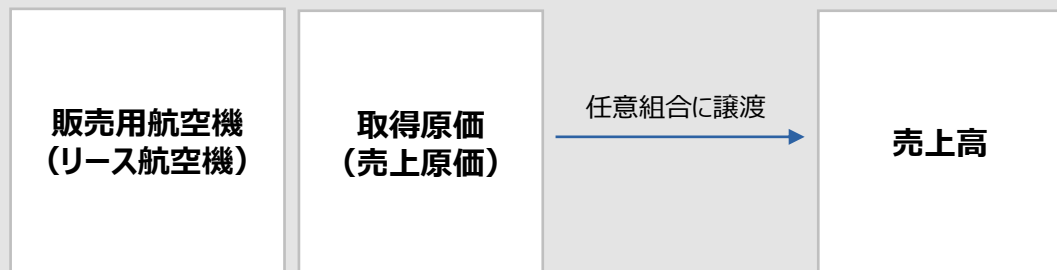 販売用航空機
（リース航空機）
取得原価
（売上原価）
任意組合に譲渡
売上高